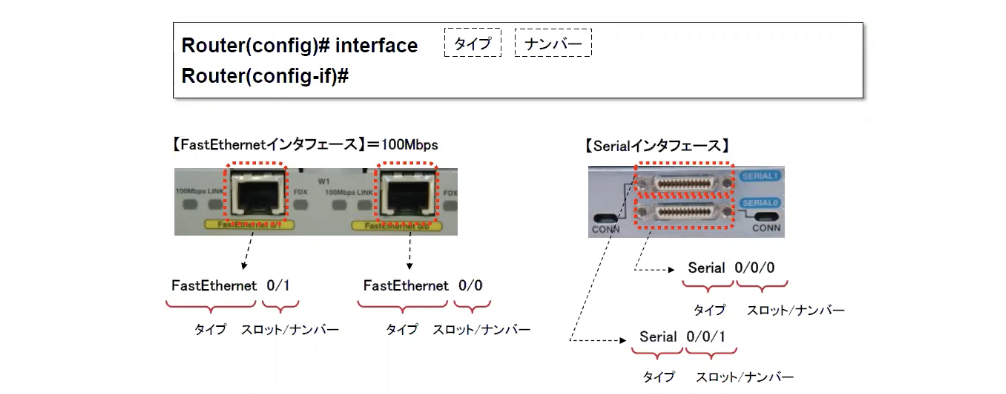 Router(config)# interface タイプ ナンバー
Router(config-if)#
【FastEthernetインタフェース】＝100Mbps
【Serialインタフェース】
100Mbps LINK FDX W1 100Mbps LINK FDX
FastEthernet 0/1 FastEthernet 0/0
SERIAL1
SERIAL0
CONN CONN
FastEthernet 0/1
タイプ スロット/ナンバー
FastEthernet 0/0
タイプ スロット/ナンバー
Serial 0/0/0
タイプ スロット/ナンバー
Serial 0/0/1
タイプ スロット/ナンバー